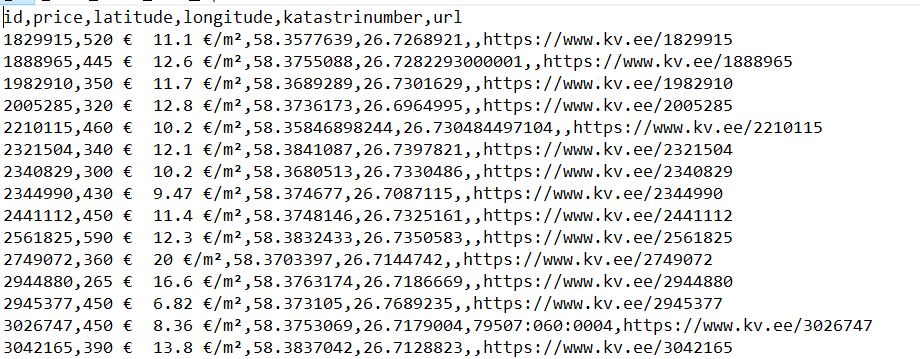 id,price,latitude,longitude,katastrinumber,url
1829915,520 €  11.1 €/m²,58.3577639,26.7268921,,https://www.kv.ee/1829915
1888965,445 €  12.6 €/m²,58.3755088,26.7282293000001,,https://www.kv.ee/1888965
1982910,350 €  11.7 €/m²,58.3689289,26.7301629,,https://www.kv.ee/1982910
2005285,320 €  12.8 €/m²,58.3736173,26.6964995,,https://www.kv.ee/2005285
2210115,460 €  10.2 €/m²,58.35846898244,26.730484497104,,https://www.kv.ee/2210115
2321504,340 €  12.1 €/m²,58.3841087,26.7397821,,https://www.kv.ee/2321504
2340829,300 €  10.2 €/m²,58.3680513,26.7330486,,https://www.kv.ee/2340829
2344990,430 €  9.47 €/m²,58.374677,26.7087115,,https://www.kv.ee/2344990
2441112,450 €  11.4 €/m²,58.3748146,26.7325161,,https://www.kv.ee/2441112
2561825,590 €  12.3 €/m²,58.3832433,26.7350583,,https://www.kv.ee/2561825
2749072,360 €  20 €/m²,58.3703397,26.7144742,,https://www.kv.ee/2749072
2944880,265 €  16.6 €/m²,58.3763174,26.7186669,,https://www.kv.ee/2944880
2945377,450 €  6.82 €/m²,58.373105,26.7689235,,https://www.kv.ee/2945377
3026747,450 €  8.36 €/m²,58.3753069,26.7179004,79507:060:0004,https://www.kv.ee/3026747
3042165,390 €  13.8 €/m²,58.3837042,26.7128823,,https://www.kv.ee/3042165